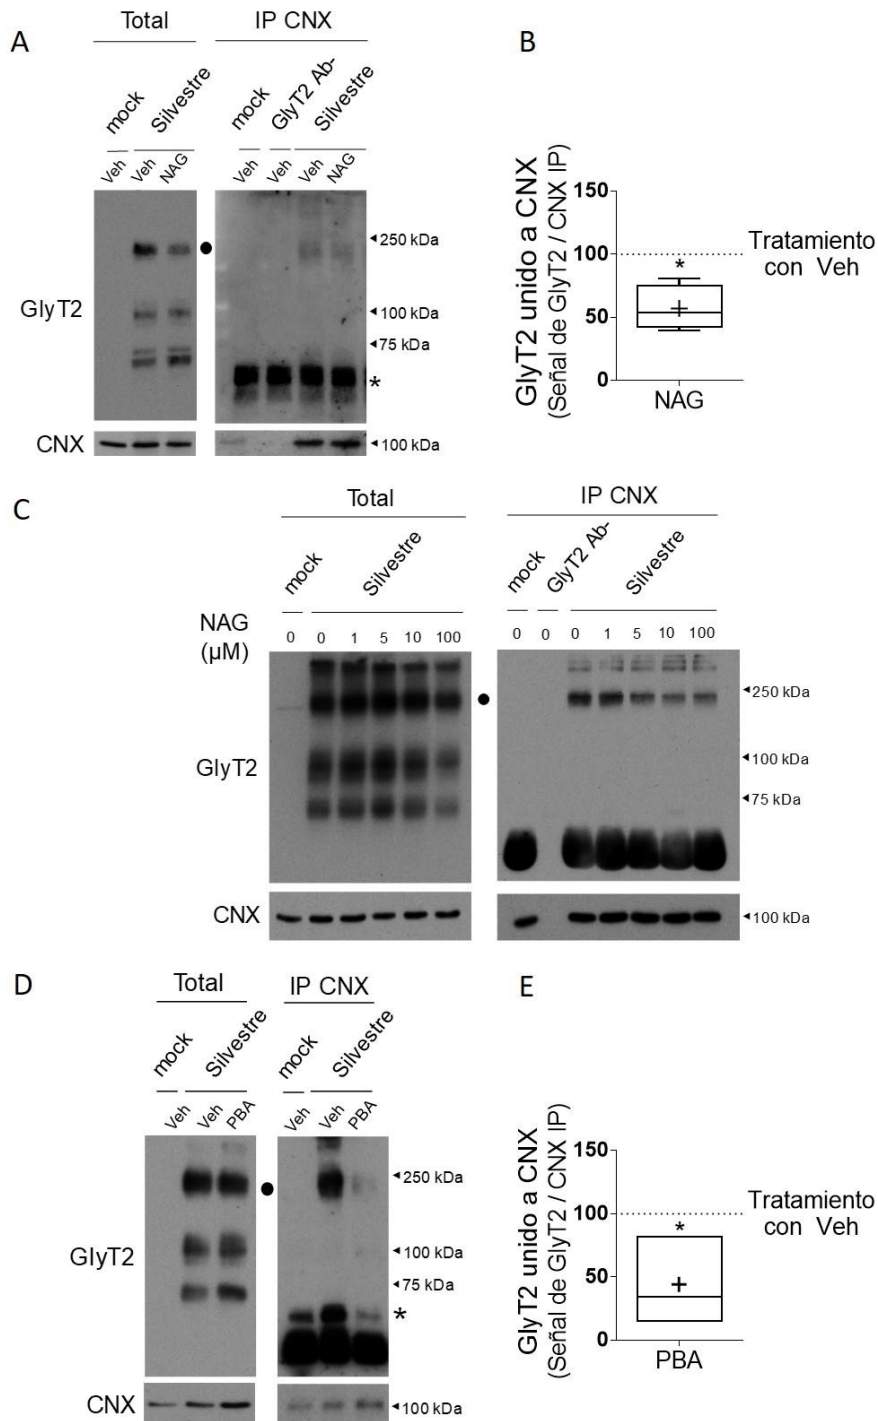 A
Total
IP CNX
mock
Silvestre
mock
GlyT2 Ab-
Silvestre
Veh
Veh
NAG
Veh
Veh
Veh
NAG
GlyT2
●
◄250 kDa
◄100 kDa
◄75 kDa
*
CNX
◄100 kDa
B
GlyT2 unido a CNX
(Señal de GlyT2 / CNX IP)
150
100
50
0
*
Tratamiento
con Veh
NAG
C
Total
IP CNX
mock
Silvestre
mock
GlyT2 Ab-
Silvestre
NAG
(µM)
0 0 1 5 10 100
0 0 0 1 5 10 100
GlyT2
●
◄250 kDa
◄100 kDa
◄75 kDa
CNX
◄100 kDa
D
Total
IP CNX
mock
Silvestre
mock
Silvestre
Veh
Veh
PBA
Veh
Veh
PBA
GlyT2
●
◄250 kDa
◄100 kDa
◄75 kDa
*
CNX
◄100 kDa
E
GlyT2 unido a CNX
(Señal de GlyT2 / CNX IP)
150
100
50
0
*
Tratamiento
con Veh
PBA